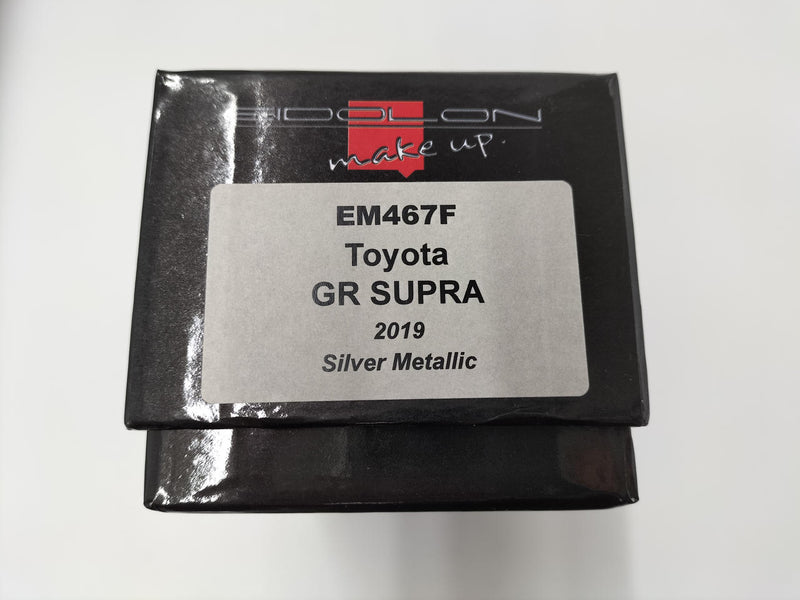 EIDOLON
make up.
EM467F
Toyota
GR SUPRA
2019
Silver Metallic